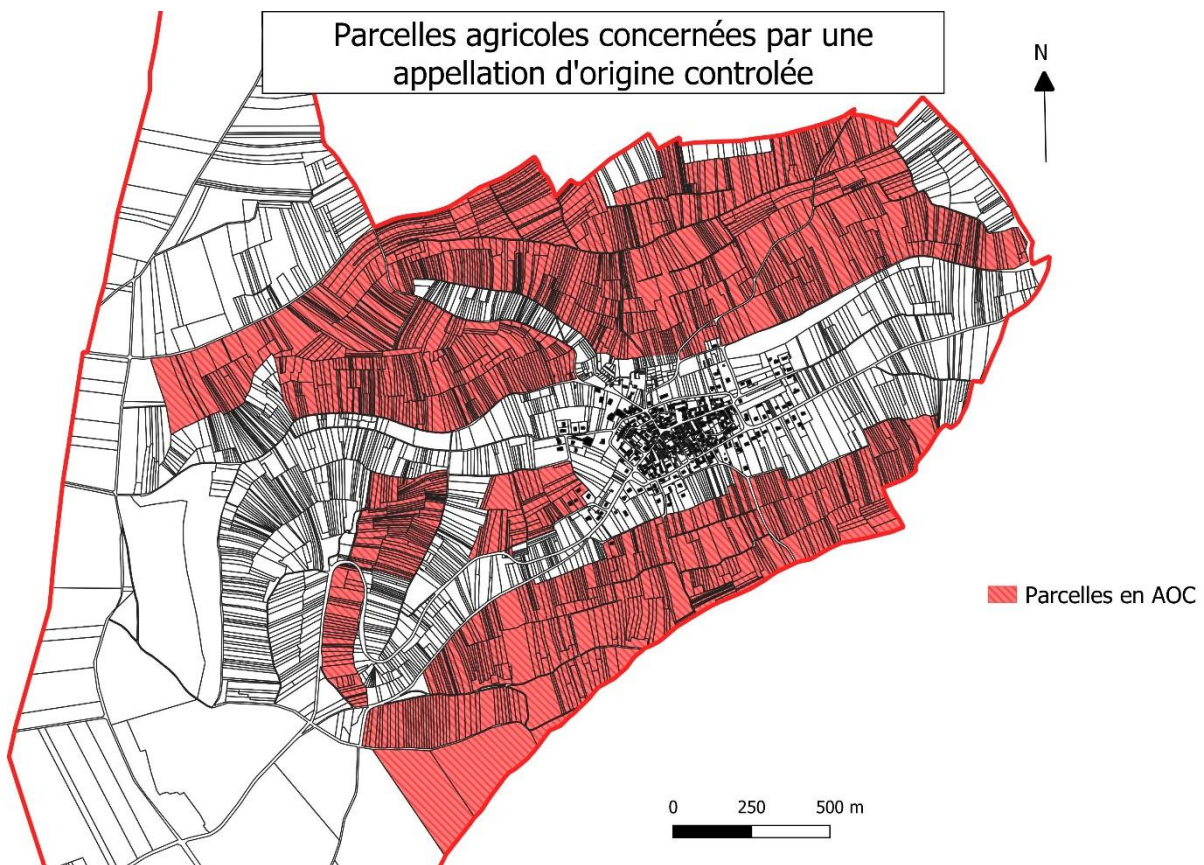 Parcelles agricoles concernées par une
appellation d'origine controlée
N
Parcelles en AOC
0 250 500 m